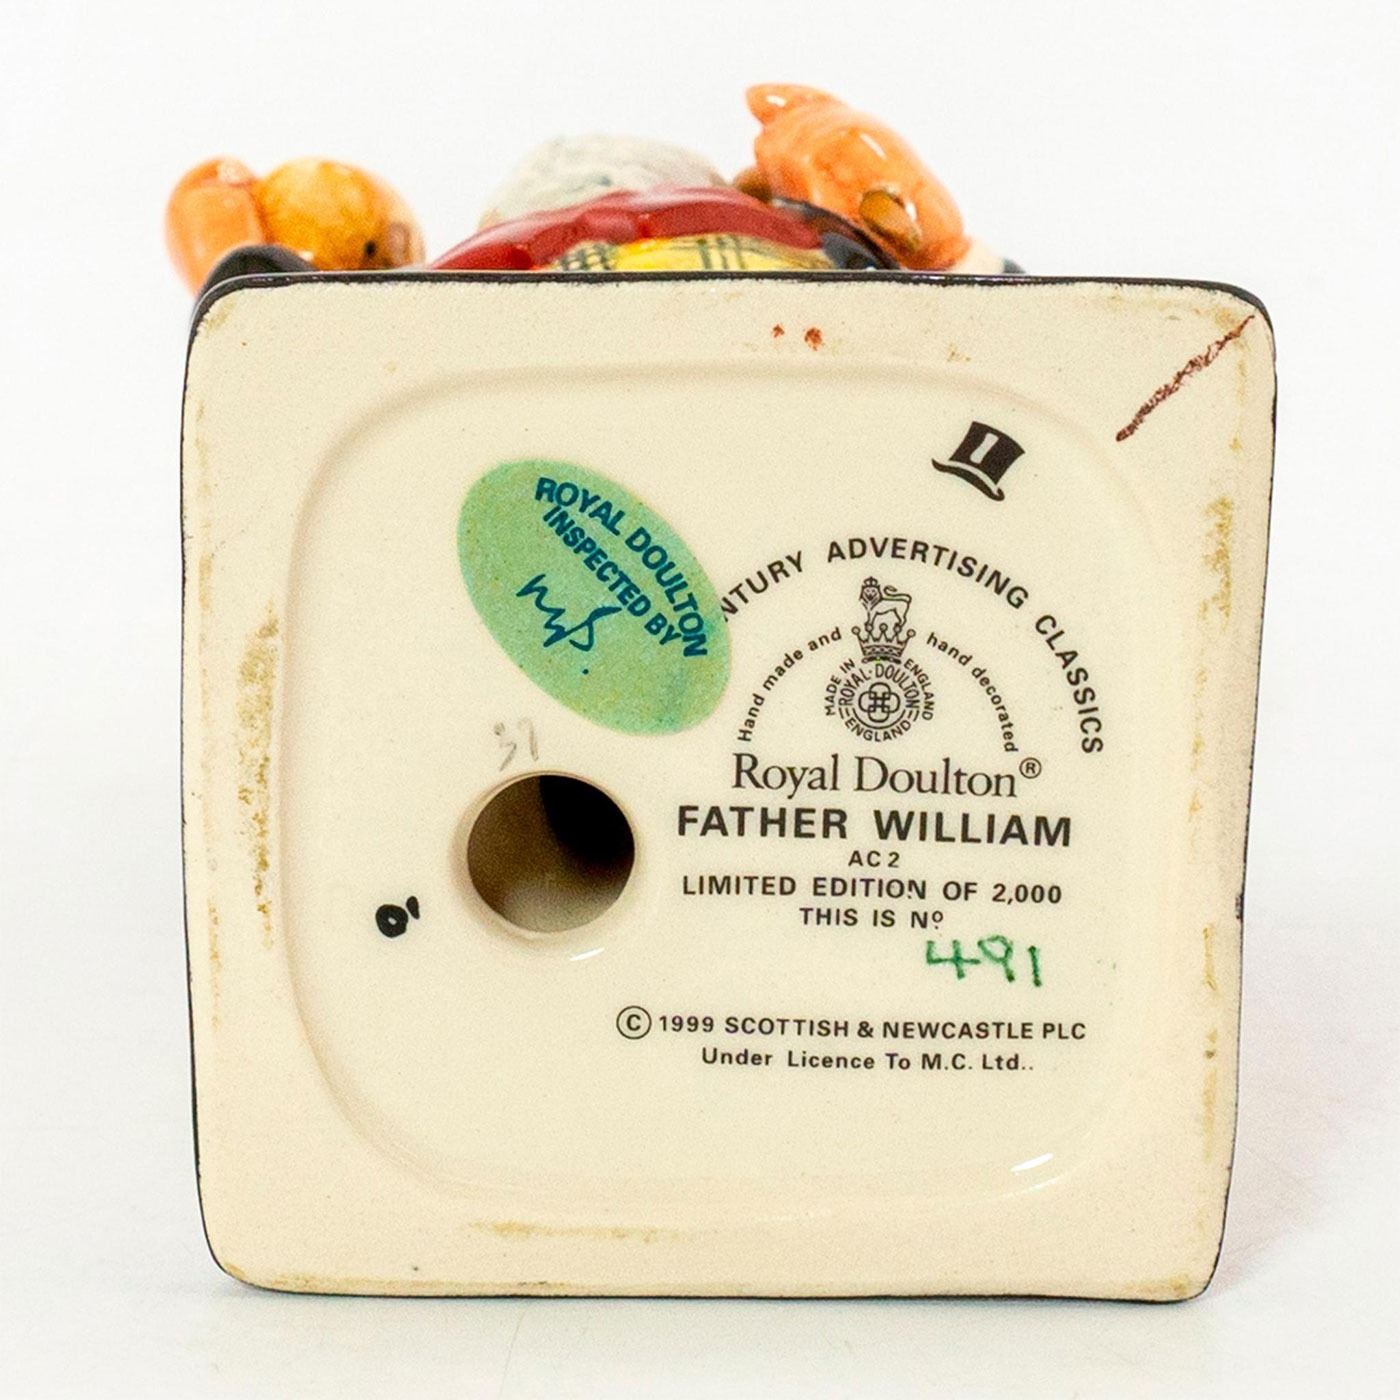 ROYAL DOULTON
INSPECTED BY
ADVERTISING CLASSICS
Hand made and hand decorated
MADE IN ENGLAND
ROYAL DOULTON
ENGLAND
Royal Doulton®
FATHER WILLIAM
AC 2
LIMITED EDITION OF 2,000
THIS IS Nº
491
© 1999 SCOTTISH & NEWCASTLE PLC
Under Licence To M.C. Ltd..
37